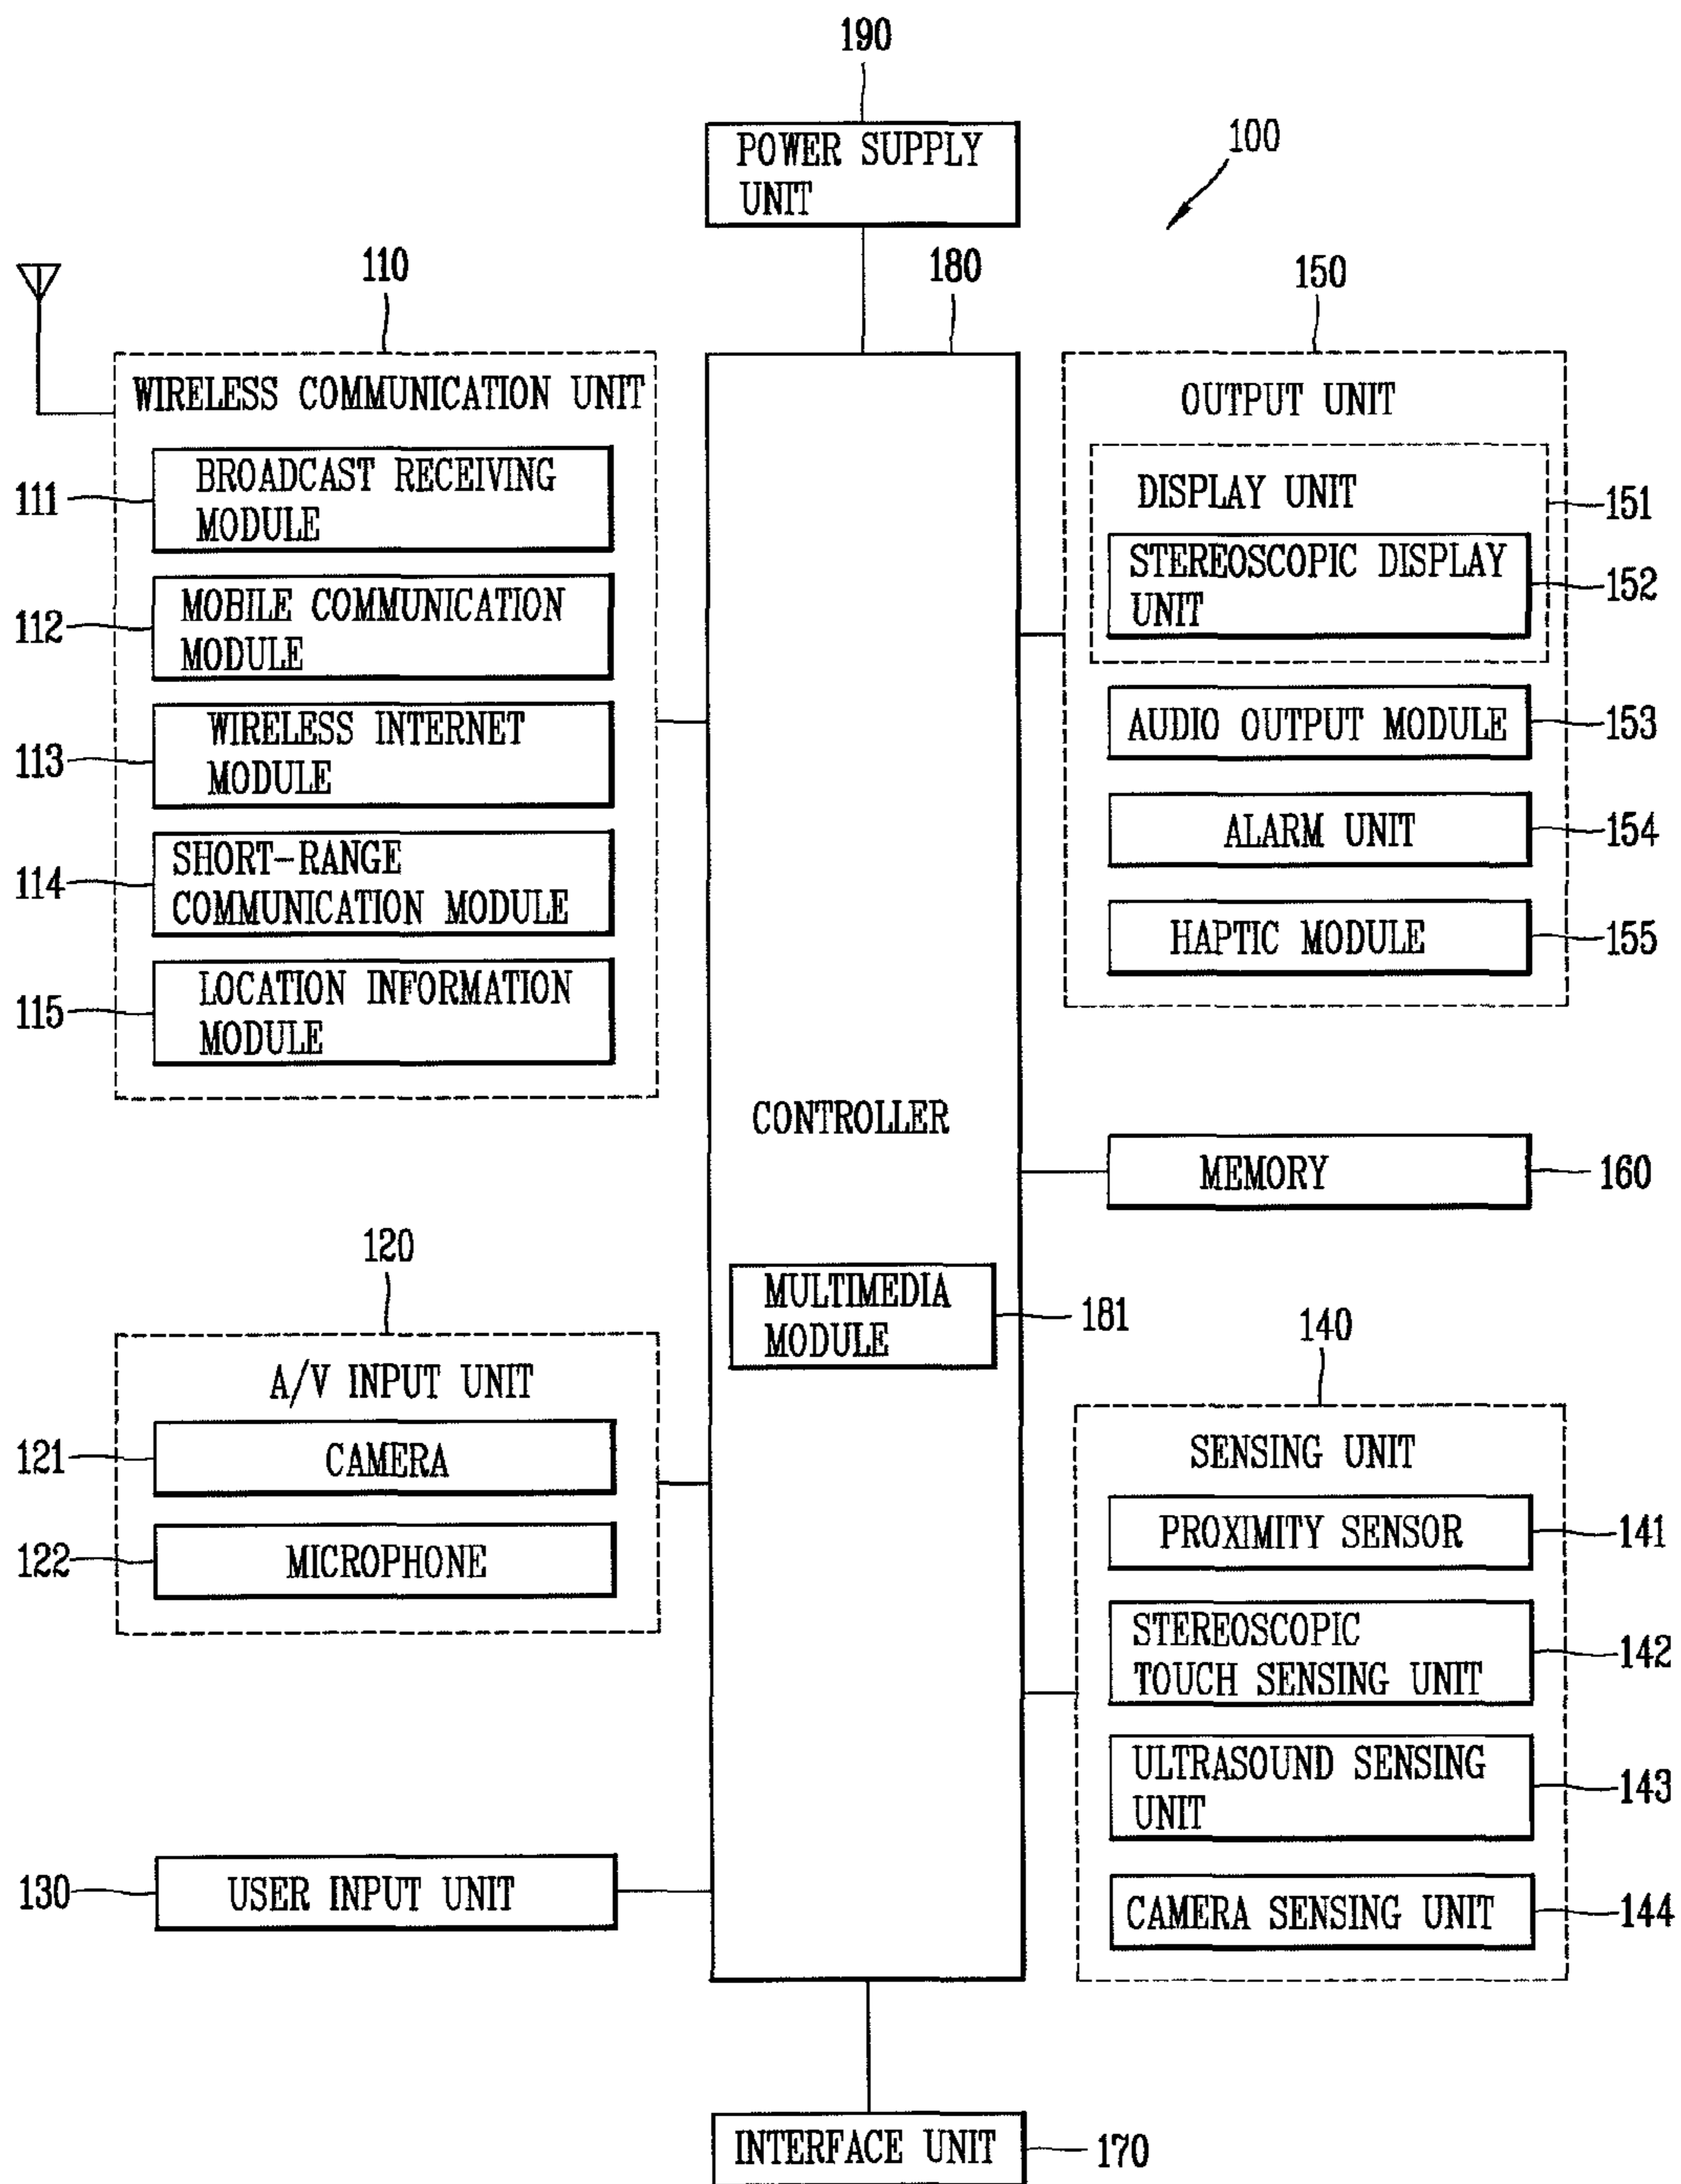 190
POWER SUPPLY
UNIT
100
110
180
150
WIRELESS COMMUNICATION UNIT
BROADCAST RECEIVING
MODULE
111
MOBILE COMMUNICATION
MODULE
112
WIRELESS INTERNET
MODULE
113
SHORT-RANGE
COMMUNICATION MODULE
114
LOCATION INFORMATION
MODULE
115
OUTPUT UNIT
DISPLAY UNIT
151
STEREOSCOPIC DISPLAY
UNIT
152
AUDIO OUTPUT MODULE
153
ALARM UNIT
154
HAPTIC MODULE
155
CONTROLLER
MEMORY
160
MULTIMEDIA
MODULE
181
120
A/V INPUT UNIT
121
CAMERA
122
MICROPHONE
140
SENSING UNIT
PROXIMITY SENSOR
141
STEREOSCOPIC
TOUCH SENSING UNIT
142
ULTRASOUND SENSING
UNIT
143
CAMERA SENSING UNIT
144
130
USER INPUT UNIT
INTERFACE UNIT
170